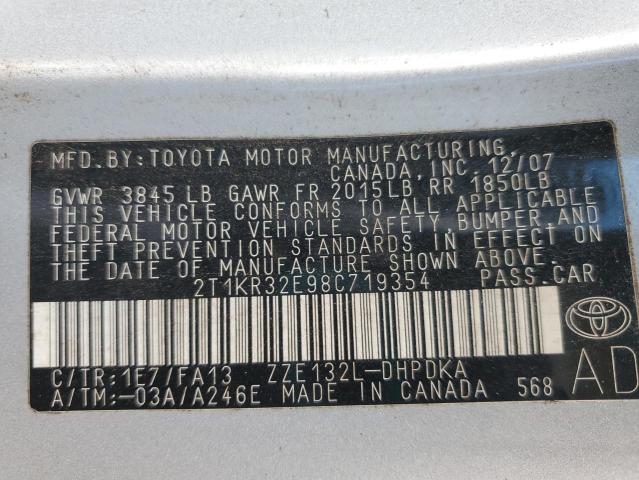 MFD.BY:TOYOTA MOTOR MANUFACTURING,
CANADA, INC. 12/07
GVWR 3845 LB GAWR FR 2015LB RR 1850LB
THIS VEHICLE CONFORMS TO ALL APPLICABLE
FEDERAL MOTOR VEHICLE SAFETY,BUMPER,AND
THEFT PREVENTION STANDARDS IN EFFECT ON
THE DATE OF MANUFACTURE SHOWN ABOVE.
2T1KR32E98C719354 PASS.CAR
C/TR:1E7/FA13 ZZE132L-DHPDKA
A/TM:-03A/A246E MADE IN CANADA 568
TOYOTA
AD